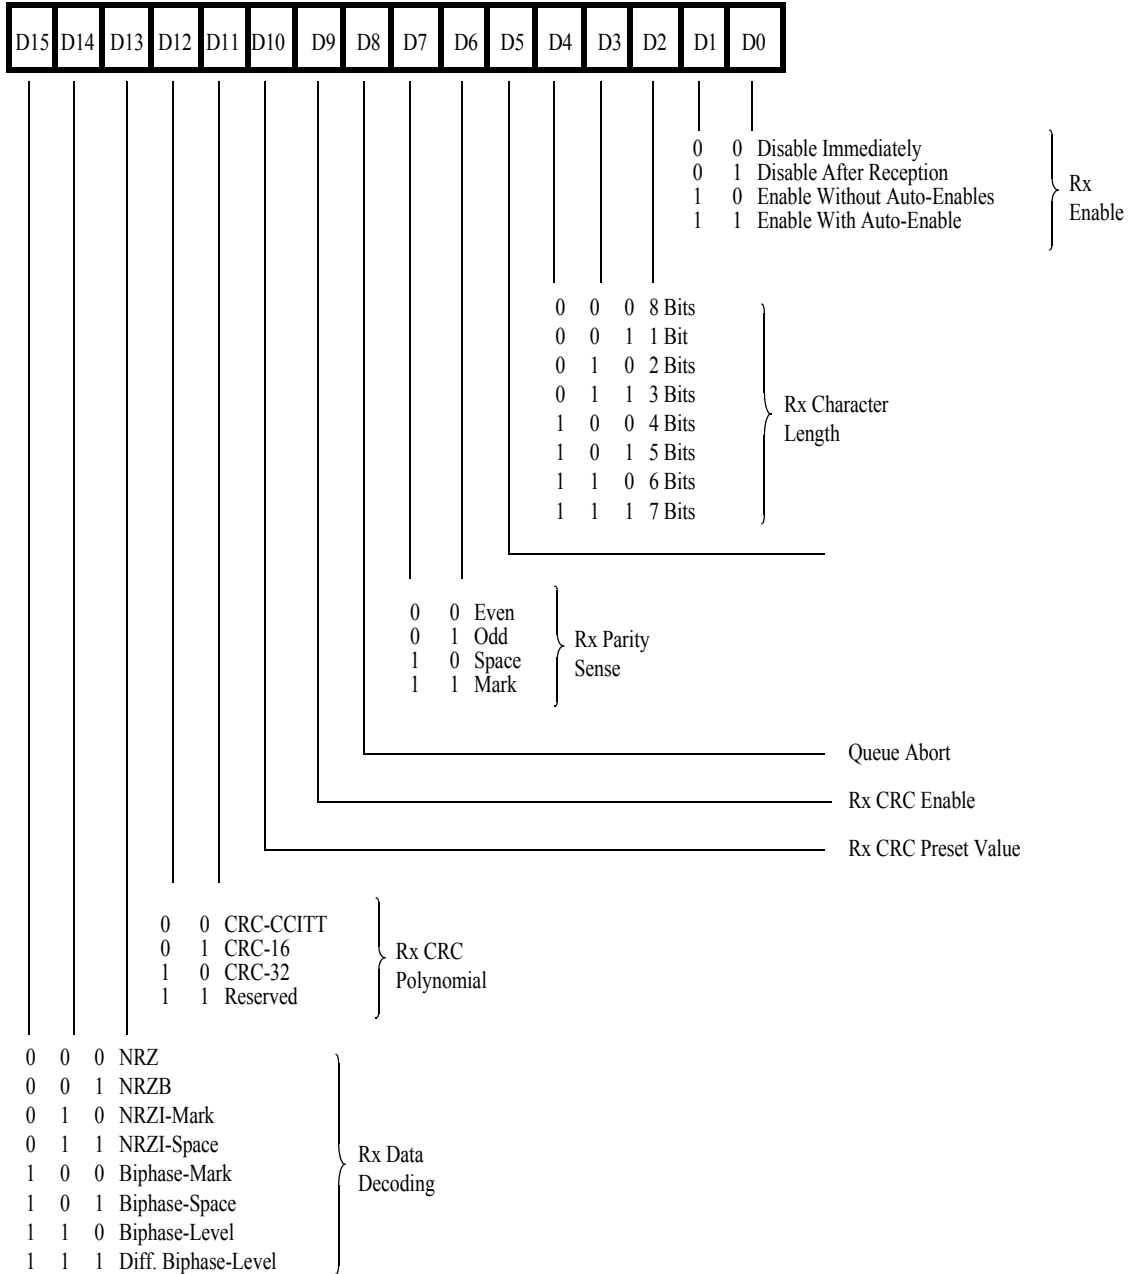 D15 D14 D13 D12 D11 D10 D9 D8 D7 D6 D5 D4 D3 D2 D1 D0
0 0 Disable Immediately
0 1 Disable After Reception
1 0 Enable Without Auto-Enables
1 1 Enable With Auto-Enable
Rx
Enable
0 0 0 8 Bits
0 0 1 1 Bit
0 1 0 2 Bits
0 1 1 3 Bits
1 0 0 4 Bits
1 0 1 5 Bits
1 1 0 6 Bits
1 1 1 7 Bits
Rx Character
Length
0 0 Even
0 1 Odd
1 0 Space
1 1 Mark
Rx Parity
Sense
Queue Abort
Rx CRC Enable
Rx CRC Preset Value
0 0 CRC-CCITT
0 1 CRC-16
1 0 CRC-32
1 1 Reserved
Rx CRC
Polynomial
0 0 0 NRZ
0 0 1 NRZB
0 1 0 NRZI-Mark
0 1 1 NRZI-Space
1 0 0 Biphase-Mark
1 0 1 Biphase-Space
1 1 0 Biphase-Level
1 1 1 Diff. Biphase-Level
Rx Data
Decoding